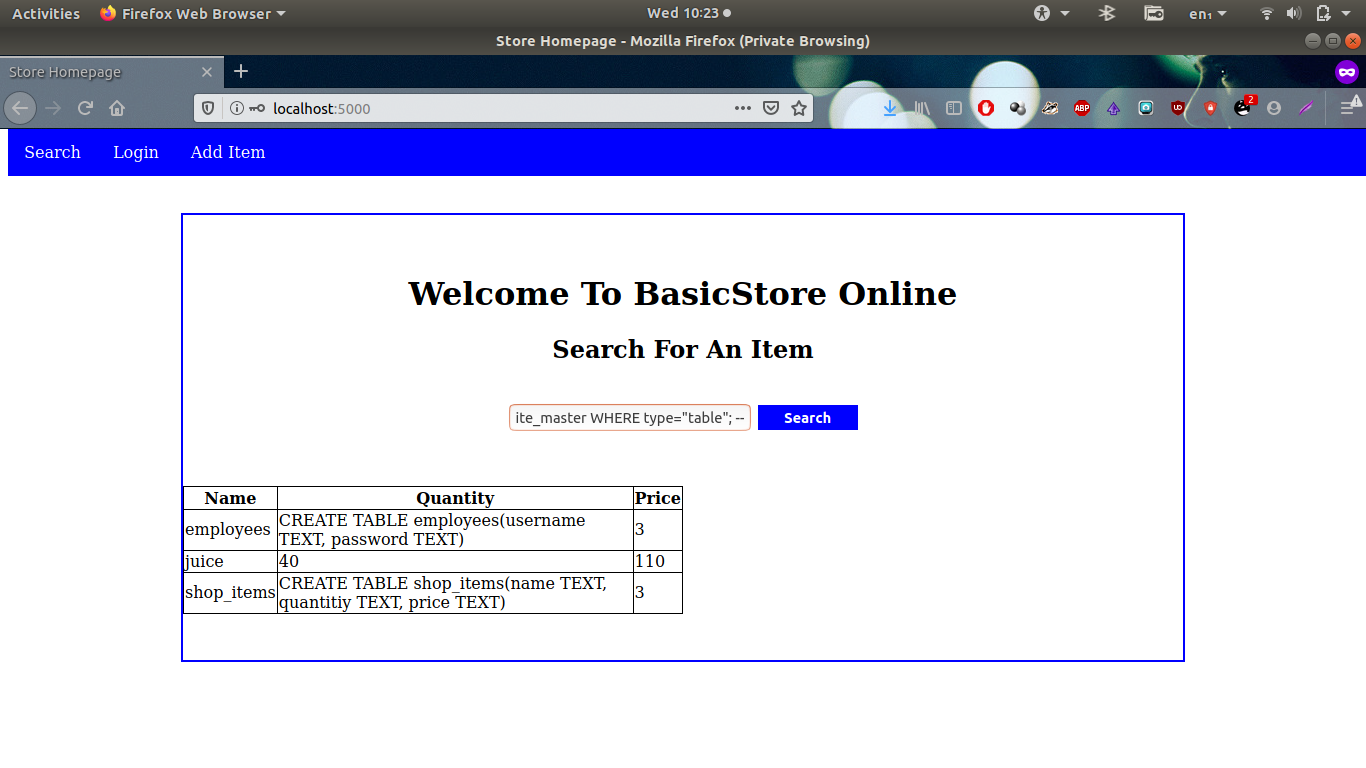 Activities Firefox Web Browser Wed 10:23 en₁
Store Homepage - Mozilla Firefox (Private Browsing)
Store Homepage
localhost:5000 ABP UD 2
Search Login Add Item
Welcome To BasicStore Online
Search For An Item
ite_master WHERE type="table"; -- Search
Name Quantity Price
employees CREATE TABLE employees(username
TEXT, password TEXT) 3
juice 40 110
shop_items CREATE TABLE shop_items(name TEXT,
quantitiy TEXT, price TEXT) 3